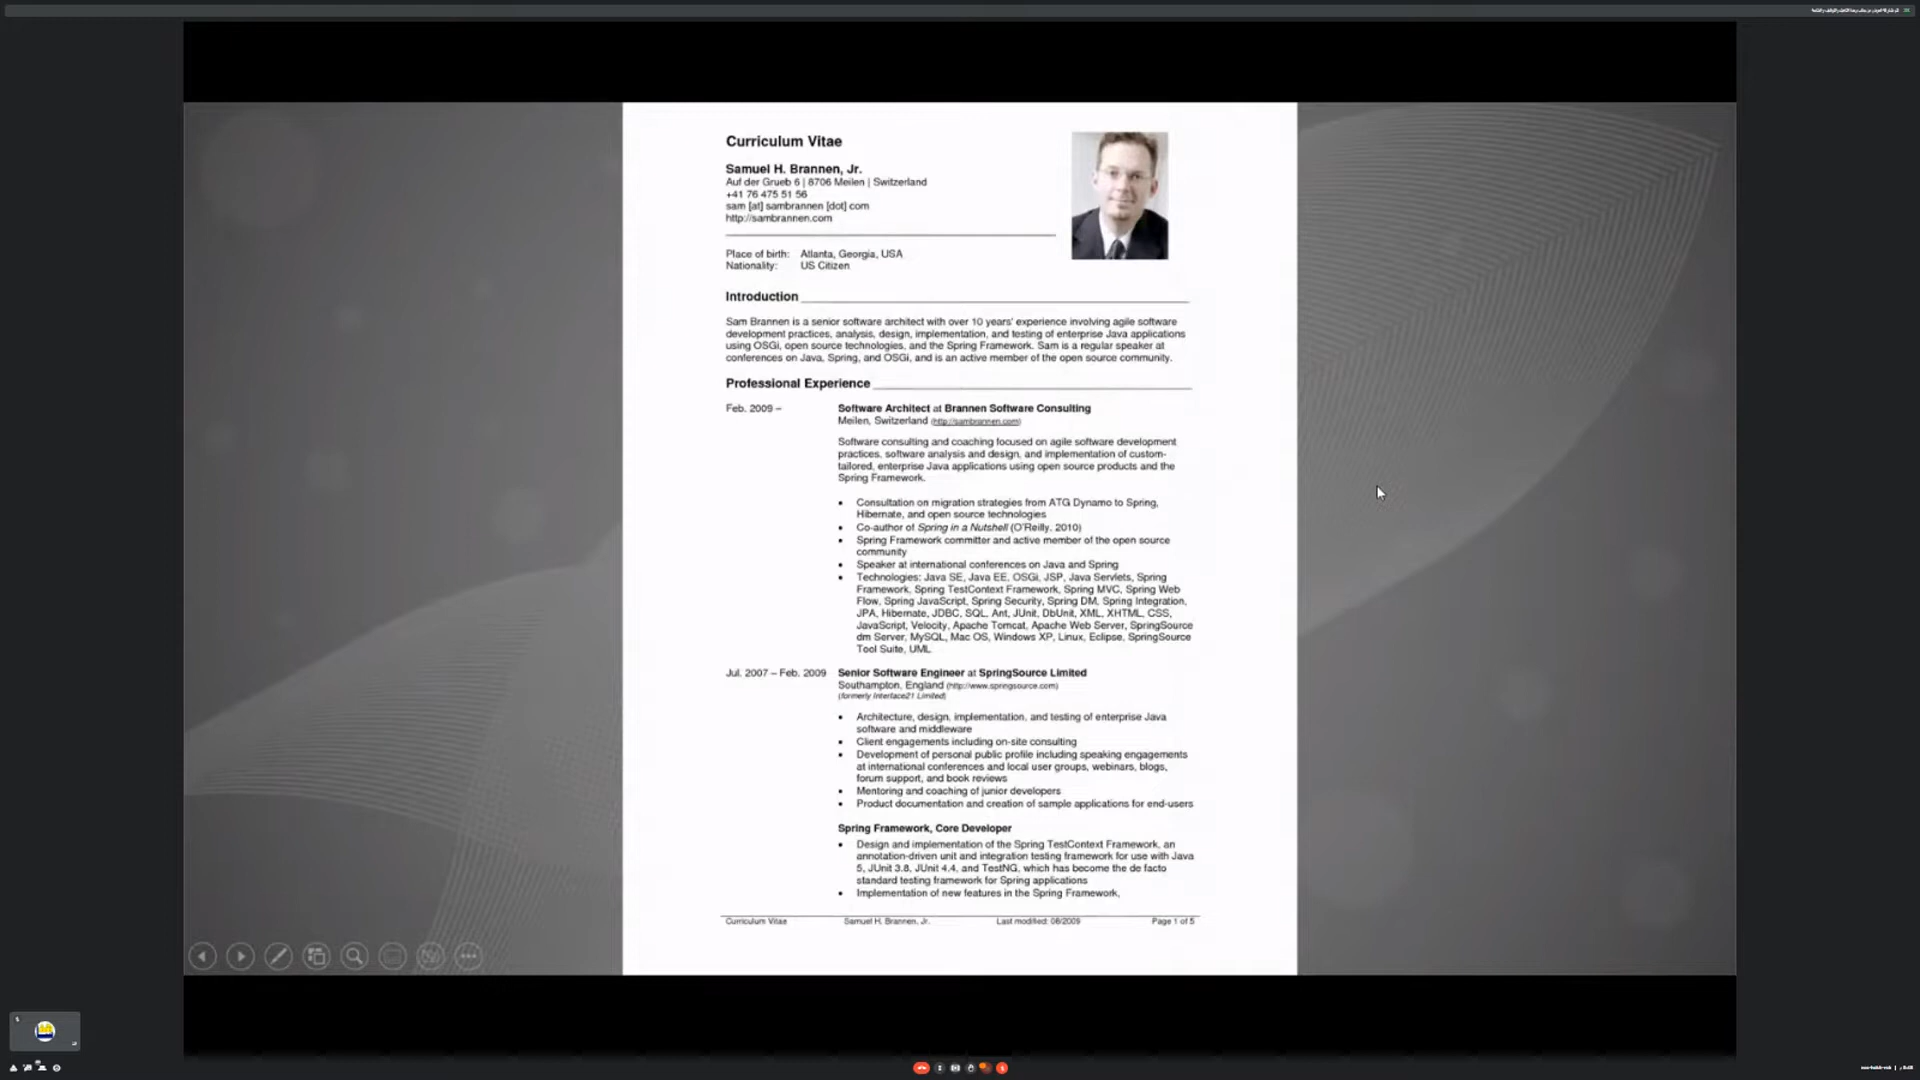 Curriculum Vitae
Samuel H. Brannen, Jr.
Auf der Grueb 6 | 8706 Meilen | Switzerland
+41 76 475 51 56
sam [at] sambrannen [dot] com
http://sambrannen.com
Place of birth: Atlanta, Georgia, USA
Nationality: US Citizen
Introduction
Sam Brannen is a senior software architect with over 10 years' experience involving agile software
development practices, analysis, design, implementation, and testing of enterprise Java applications
using OSGi, open source technologies, and the Spring Framework. Sam is a regular speaker at
conferences on Java, Spring, and OSGi, and is an active member of the open source community.
Professional Experience
Feb. 2009 – Software Architect at Brannen Software Consulting
Meilen, Switzerland (http://sambrannen.com)
Software consulting and coaching focused on agile software development
practices, software analysis and design, and implementation of custom-
tailored, enterprise Java applications using open source products and the
Spring Framework.
• Consultation on migration strategies from ATG Dynamo to Spring,
Hibernate, and open source technologies
• Co-author of Spring in a Nutshell (O'Reilly, 2010)
• Spring Framework committer and active member of the open source
community
• Speaker at international conferences on Java and Spring
• Technologies: Java SE, Java EE, OSGi, JSP, Java Servlets, Spring
Framework, Spring TestContext Framework, Spring MVC, Spring Web
Flow, Spring JavaScript, Spring Security, Spring DM, Spring Integration,
JPA, Hibernate, JDBC, SQL, Ant, JUnit, DbUnit, XML, XHTML, CSS,
JavaScript, Velocity, Apache Tomcat, Apache Web Server, SpringSource
dm Server, MySQL, Mac OS, Windows XP, Linux, Eclipse, SpringSource
Tool Suite, UML
Jul. 2007 – Feb. 2009 Senior Software Engineer at SpringSource Limited
Southampton, England (http://www.springsource.com)
(formerly Interface21 Limited)
• Architecture, design, implementation, and testing of enterprise Java
software and middleware
• Client engagements including on-site consulting
• Development of personal public profile including speaking engagements
at international conferences and local user groups, webinars, blogs,
forum support, and book reviews
• Mentoring and coaching of junior developers
• Product documentation and creation of sample applications for end-users
Spring Framework, Core Developer
• Design and implementation of the Spring TestContext Framework, an
annotation-driven unit and integration testing framework for use with Java
5, JUnit 3.8, JUnit 4.4, and TestNG, which has become the de facto
standard testing framework for Spring applications
• Implementation of new features in the Spring Framework,
Curriculum Vitae Samuel H. Brannen, Jr. Last modified: 08/2009 Page 1 of 5